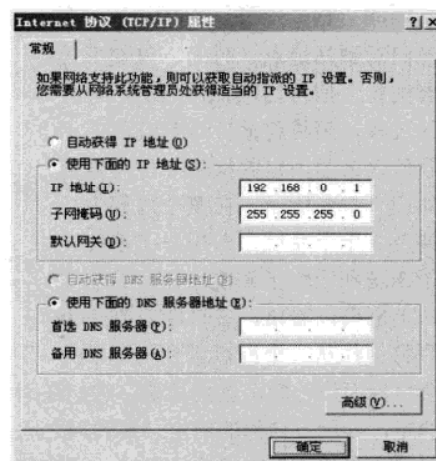 Internet 协议 (TCP/IP) 属性
常规
如果网络支持此功能，则可以获取自动指派的 IP 设置。否则，
您需要从网络系统管理员处获得适当的 IP 设置。
自动获得 IP 地址(O)
使用下面的 IP 地址(S):
IP 地址(I): 192 .168 . 0 . 1
子网掩码(U): 255 .255 .255 . 0
默认网关(D):
自动获得 DNS 服务器地址(B)
使用下面的 DNS 服务器地址(E):
首选 DNS 服务器(P):
备用 DNS 服务器(A):
高级(V)...
确定 取消